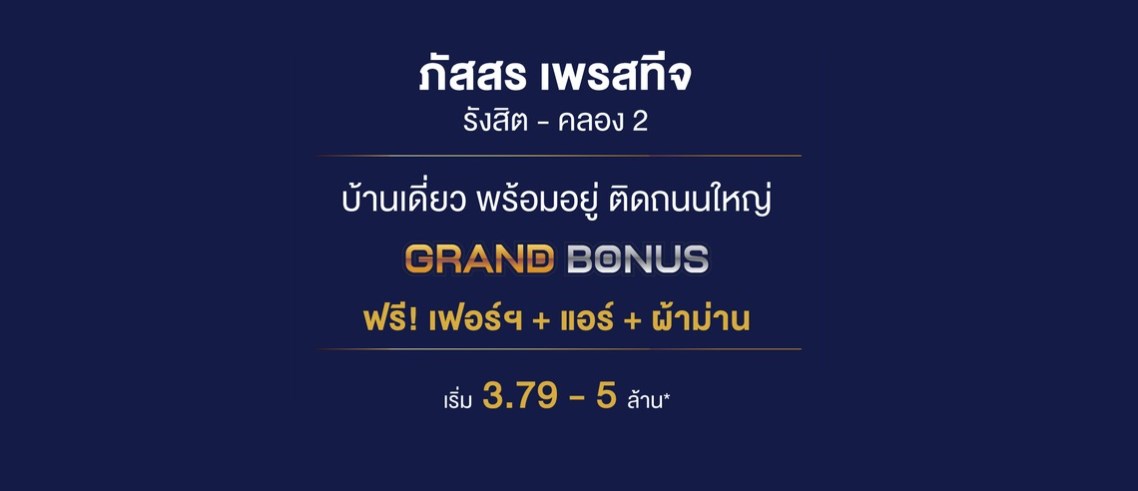 ภัสสร เพรสทีจ
รังสิต - คลอง 2
บ้านเดี่ยว พร้อมอยู่ ติดถนนใหญ่
GRAND BONUS
ฟรี! เฟอร์ฯ + แอร์ + ผ้าม่าน
เริ่ม 3.79 - 5 ล้าน*